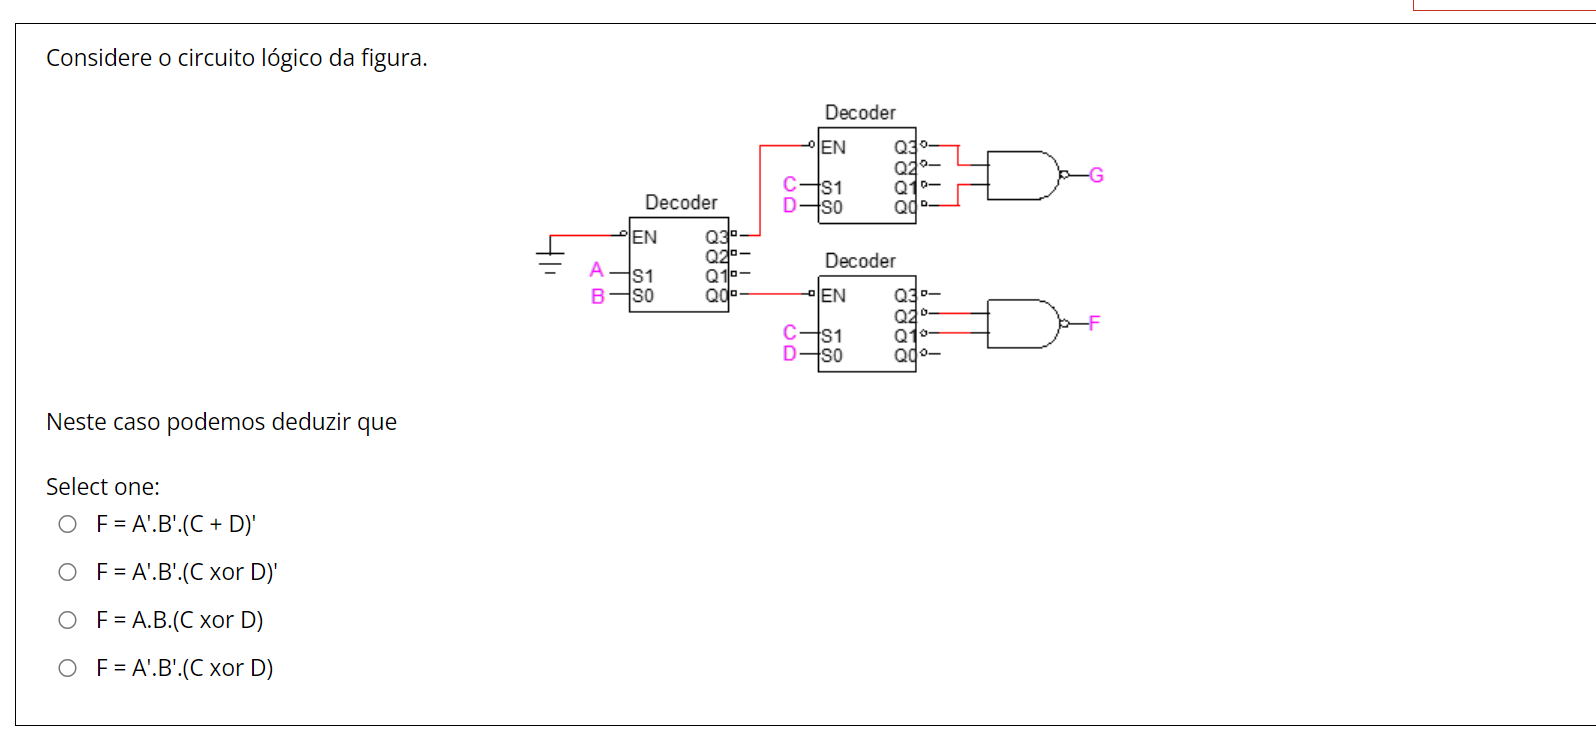 Considere o circuito lógico da figura.
Decoder
EN Q3
Q2
C S1 Q1
D S0 Q0
G
Decoder
EN Q3
Q2
A S1 Q1
B S0 Q0
Decoder
EN Q3
Q2
C S1 Q1
D S0 Q0
F
Neste caso podemos deduzir que
Select one:
F = A'.B'.(C + D)'
F = A'.B'.(C xor D)'
F = A.B.(C xor D)
F = A'.B'.(C xor D)